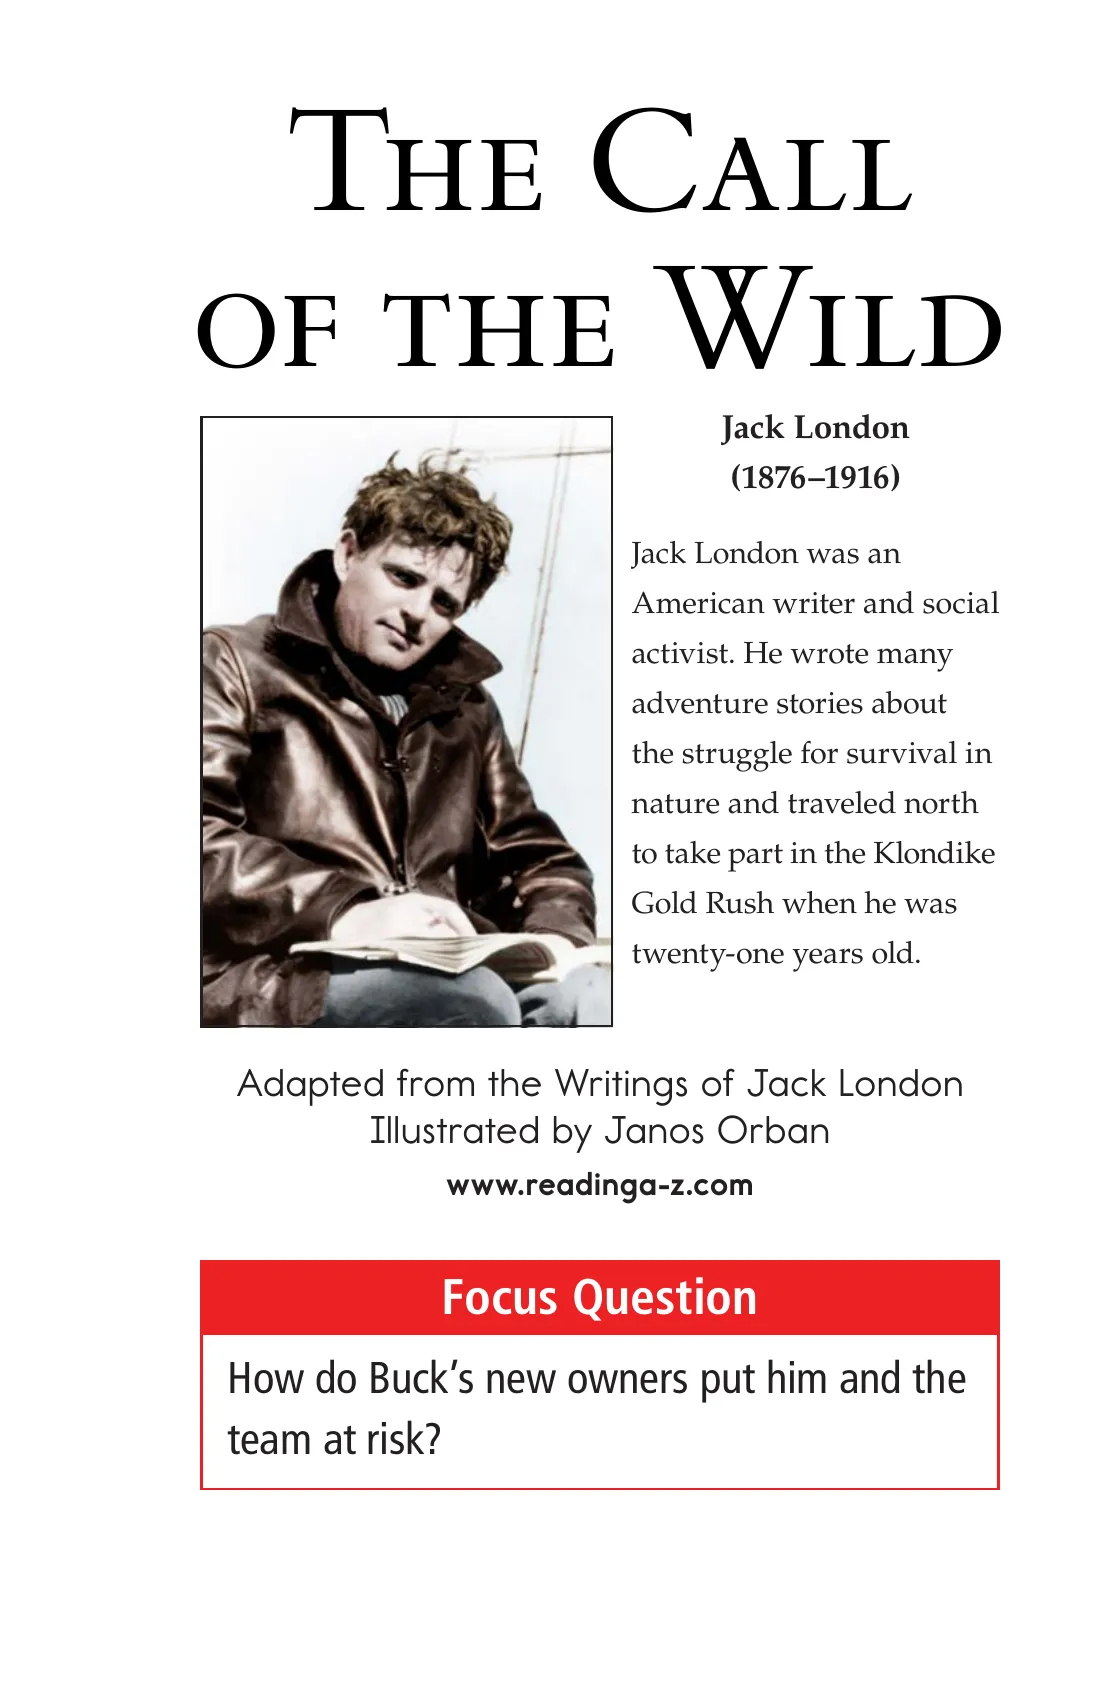 The Call
of the Wild
Jack London
(1876–1916)
Jack London was an
American writer and social
activist. He wrote many
adventure stories about
the struggle for survival in
nature and traveled north
to take part in the Klondike
Gold Rush when he was
twenty-one years old.
Adapted from the Writings of Jack London
Illustrated by Janos Orban
www.readinga-z.com
Focus Question
How do Buck’s new owners put him and the
team at risk?